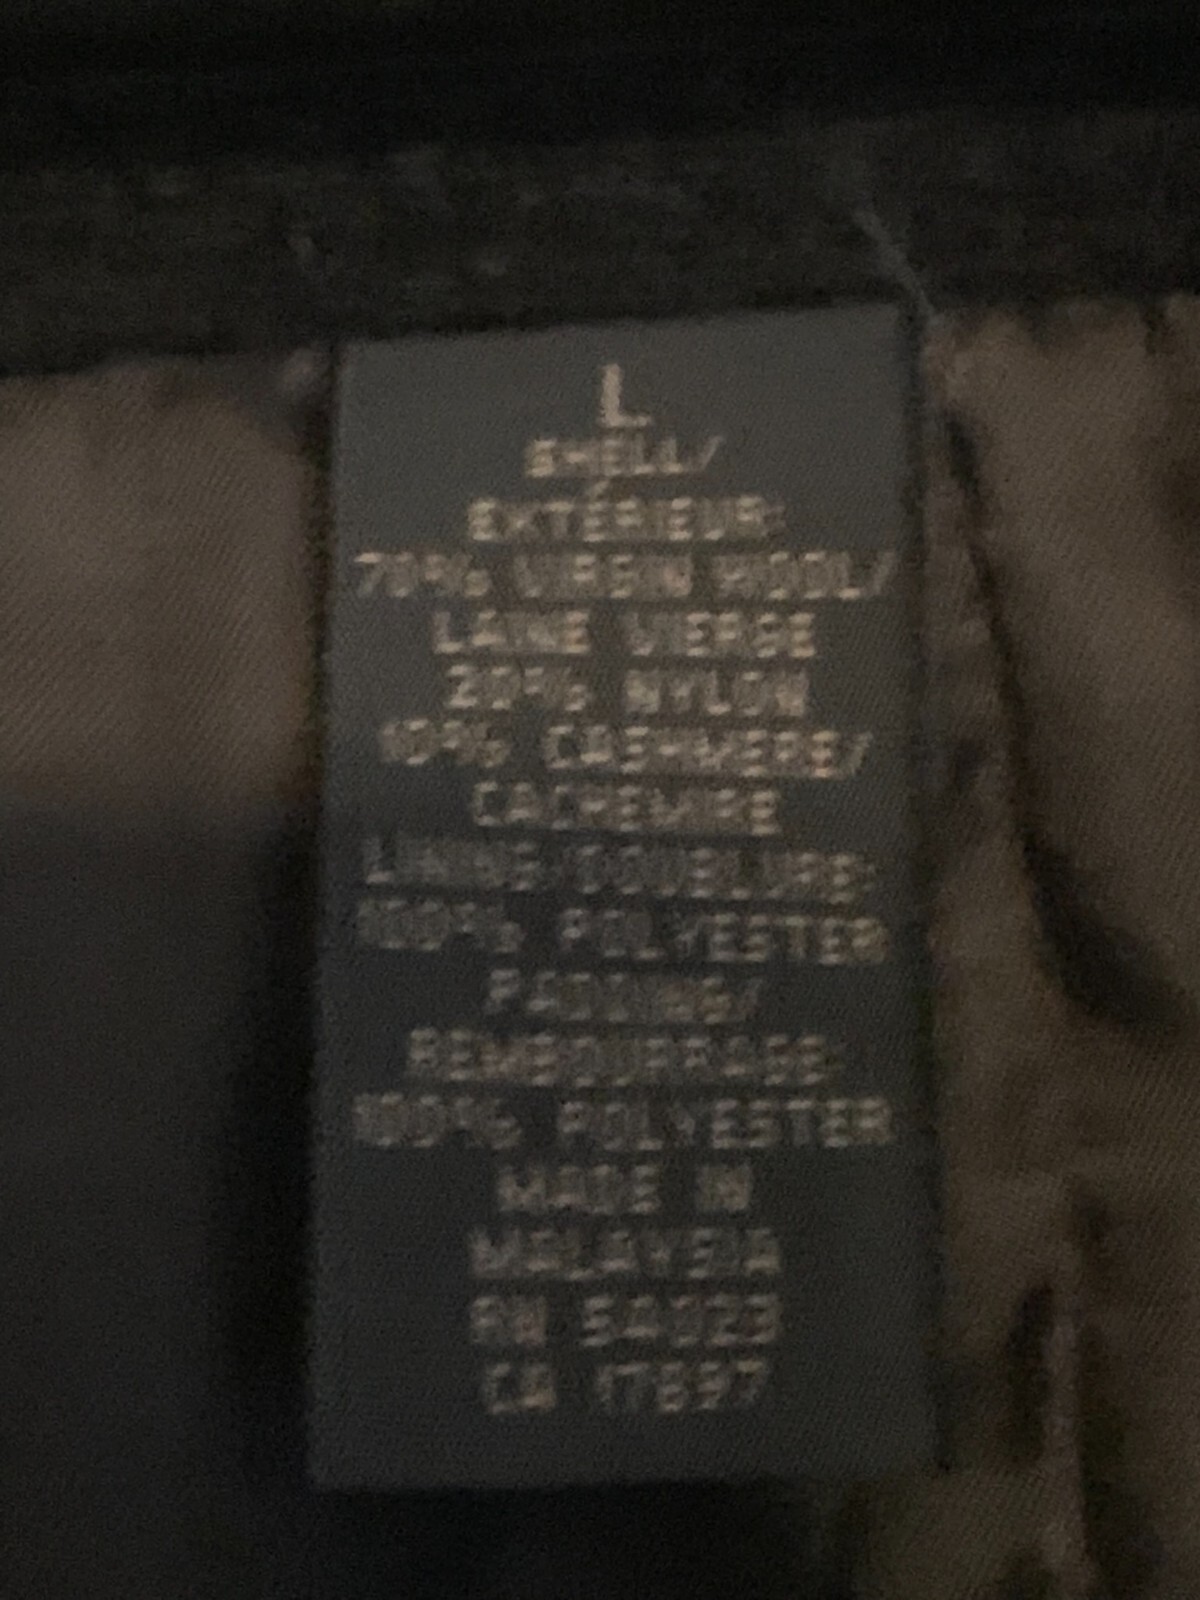 L
SHELL/
EXTÉRIEUR:
70% VIRGIN WOOL/
LAINE VIERGE
20% NYLON
10% CASHMERE/
CACHEMIRE
LINING/DOUBLURE:
100% POLYESTER
PADDING/
REMBOURRAGE:
100% POLYESTER
MADE IN
MALAYSIA
RN 54023
CA 17897